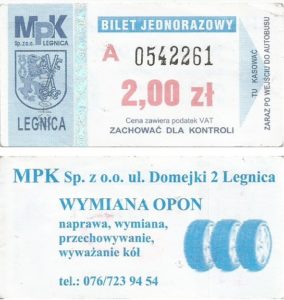 MPK
Sp. z o.o. LEGNICA
LEGNICA
BILET JEDNORAZOWY
A 0542261
2,00 zł
Cena zawiera podatek VAT
ZACHOWAĆ DLA KONTROLI
TU KASOWAĆ
ZARAZ PO WEJŚCIU DO AUTOBUSU
MPK Sp. z o.o. ul. Domejki 2 Legnica
WYMIANA OPON
naprawa, wymiana,
przechowywanie,
wyważanie kół
tel.: 076/723 94 54